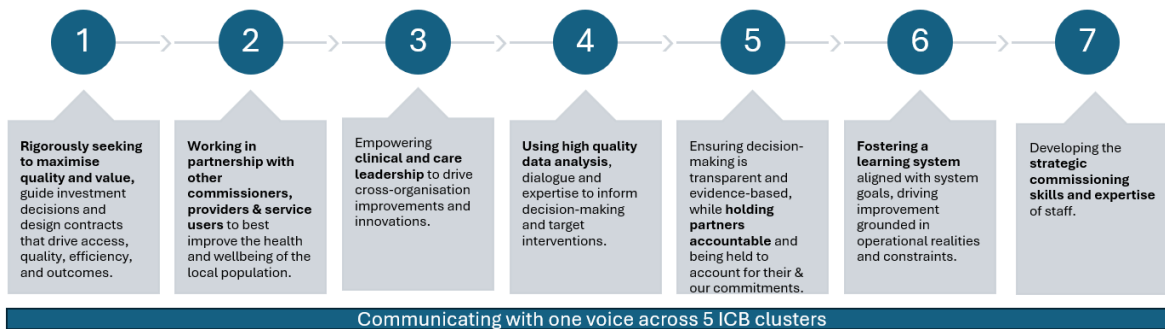 1
2
3
4
5
6
7
Rigorously seeking
to maximise
quality and value,
guide investment
decisions and
design contracts
that drive access,
quality, efficiency,
and outcomes.
Working in
partnership with
other
commissioners,
providers & service
users to best
improve the health
and wellbeing of the
local population.
Empowering
clinical and care
leadership to drive
cross-organisation
improvements and
innovations.
Using high quality
data analysis,
dialogue and
expertise to inform
decision-making
and target
interventions.
Ensuring decision-
making is
transparent and
evidence-based,
while holding
partners
accountable and
being held to
account for their &
our commitments.
Fostering a
learning system
aligned with system
goals, driving
improvement
grounded in
operational realities
and constraints.
Developing the
strategic
commissioning
skills and expertise
of staff.
Communicating with one voice across 5 ICB clusters